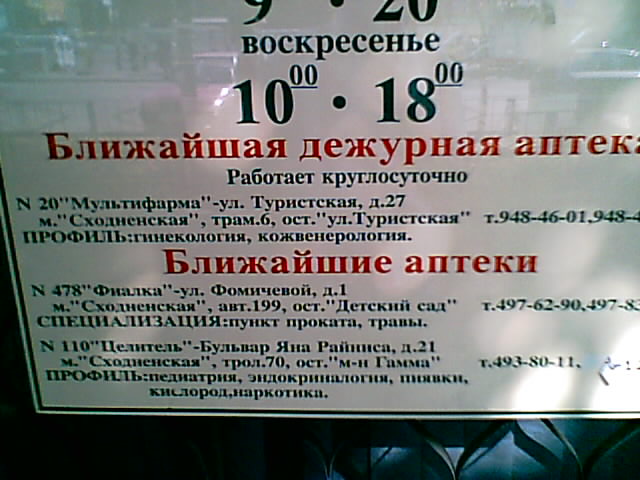 9 · 20
воскресенье
10⁰⁰ · 18⁰⁰
Ближайшая дежурная аптека
Работает круглосуточно
N 20"Мультифарма"-ул. Туристская, д.27
м."Сходненская", трам.6, ост."ул.Туристская" т.948-46-01,948-4
ПРОФИЛЬ:гинекология, кожвенерология.
Ближайшие аптеки
N 478"Фиалка"-ул. Фомичевой, д.1
м."Сходненская", авт.199, ост."Детский сад" т.497-62-90,497-83
СПЕЦИАЛИЗАЦИЯ:пункт проката, травы.
N 110"Целитель"-Бульвар Яна Райниса, д.21
м."Сходненская", трол.70, ост."м-н Гамма" т.493-80-11,
ПРОФИЛЬ:педиатрия, эндокриналогия, пиявки,
кислород,наркотика.